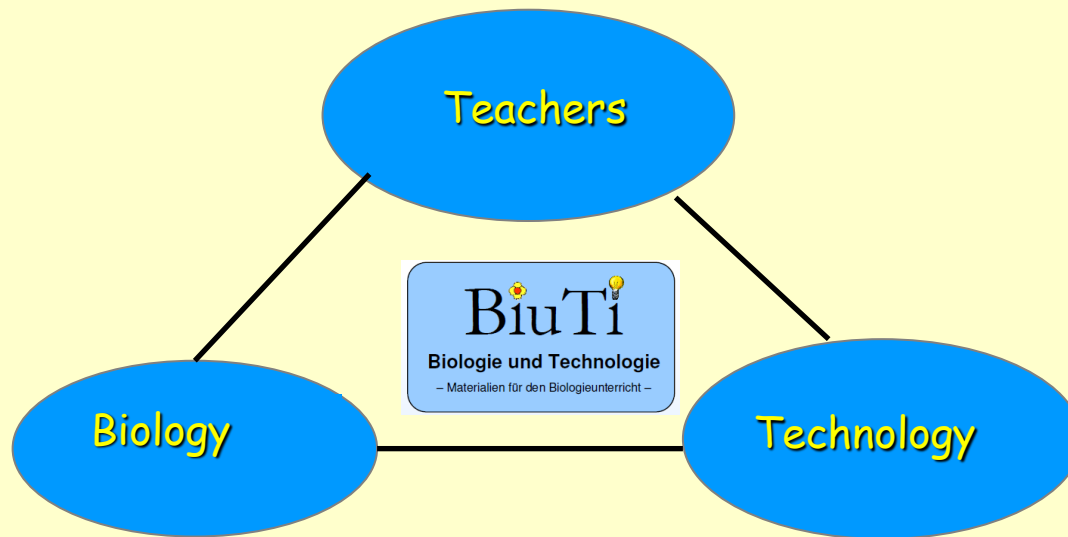 Teachers
BiuTi
Biologie und Technologie
– Materialien für den Biologieunterricht –
Biology
Technology